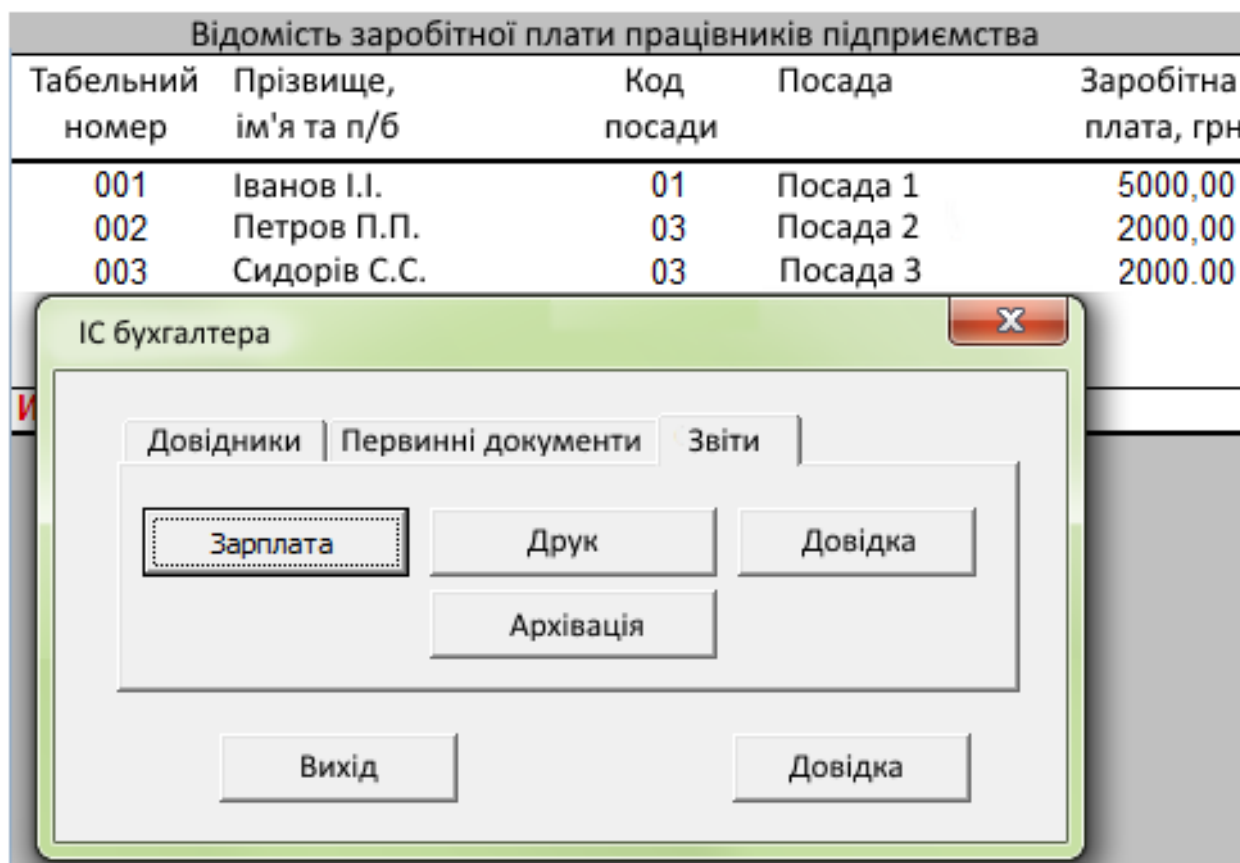 Відомість заробітної плати працівників підприємства
Табельний Прізвище, Код Посада Заробітна
номер ім'я та п/б посади плата, грн
001 Іванов І.І. 01 Посада 1 5000,00
002 Петров П.П. 03 Посада 2 2000,00
003 Сидорів С.С. 03 Посада 3 2000.00
ІС бухгалтера
Довідники Первинні документи Звіти
Зарплата Друк Довідка
Архівація
Вихід Довідка